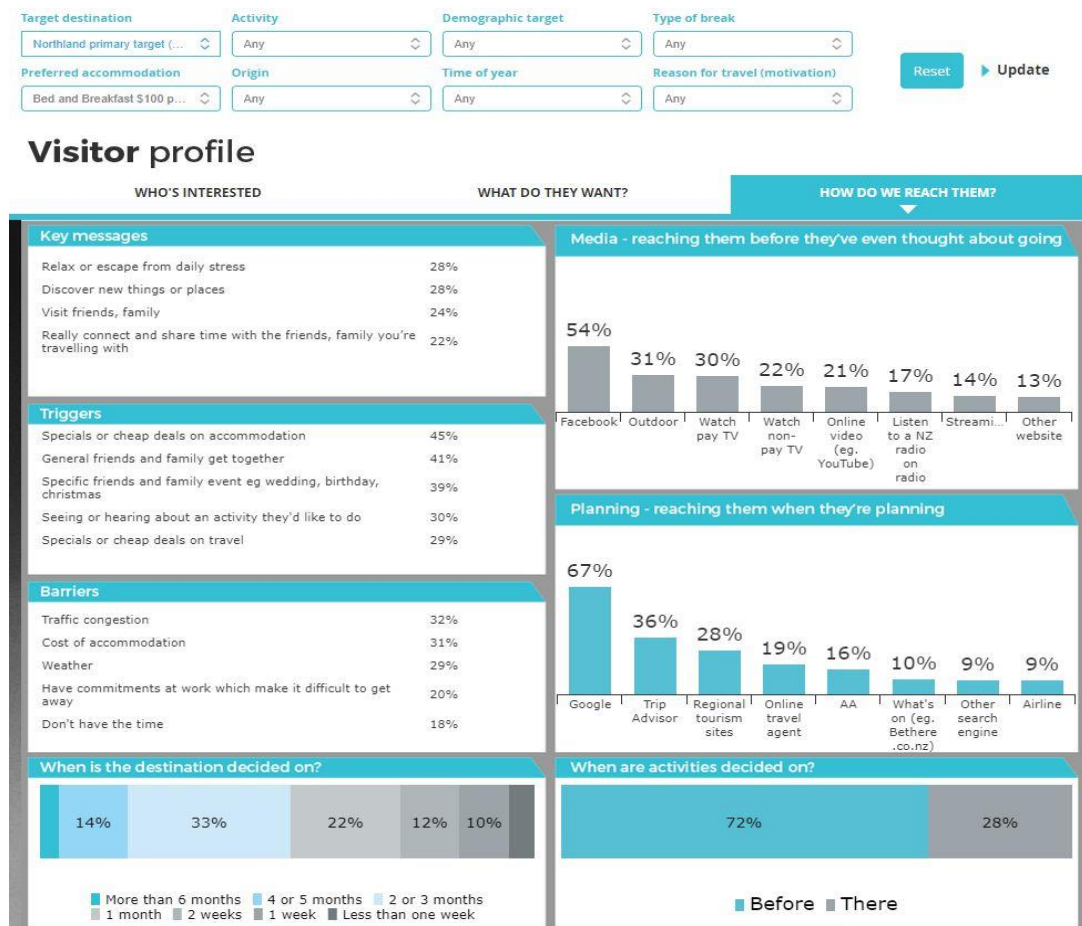 Target destination
Activity
Demographic target
Type of break
Northland primary target (...
Any
Any
Any
Preferred accommodation
Origin
Time of year
Reason for travel (motivation)
Bed and Breakfast $100 p...
Any
Any
Any
Reset
Update
Visitor profile
WHO'S INTERESTED
WHAT DO THEY WANT?
HOW DO WE REACH THEM?
Key messages
Relax or escape from daily stress 28%
Discover new things or places 28%
Visit friends, family 24%
Really connect and share time with the friends, family you're
travelling with 22%
Triggers
Specials or cheap deals on accommodation 45%
General friends and family get together 41%
Specific friends and family event eg wedding, birthday,
christmas 39%
Seeing or hearing about an activity they'd like to do 30%
Specials or cheap deals on travel 29%
Barriers
Traffic congestion 32%
Cost of accommodation 31%
Weather 29%
Have commitments at work which make it difficult to get
away 20%
Don't have the time 18%
When is the destination decided on?
14% 33% 22% 12% 10%
More than 6 months 4 or 5 months 2 or 3 months
1 month 2 weeks 1 week Less than one week
Media - reaching them before they've even thought about going
54% 31% 30% 22% 21% 17% 14% 13%
Facebook
Outdoor
Watch
pay TV
Watch
non-
pay TV
Online
video
(eg.
YouTube)
Listen
to a NZ
radio
on
radio
Streami...
Other
website
Planning - reaching them when they're planning
67% 36% 28% 19% 16% 10% 9% 9%
Google
Trip
Advisor
Regional
tourism
sites
Online
travel
agent
AA
What's
on (eg.
Bethere
.co.nz)
Other
search
engine
Airline
When are activities decided on?
72% 28%
Before There